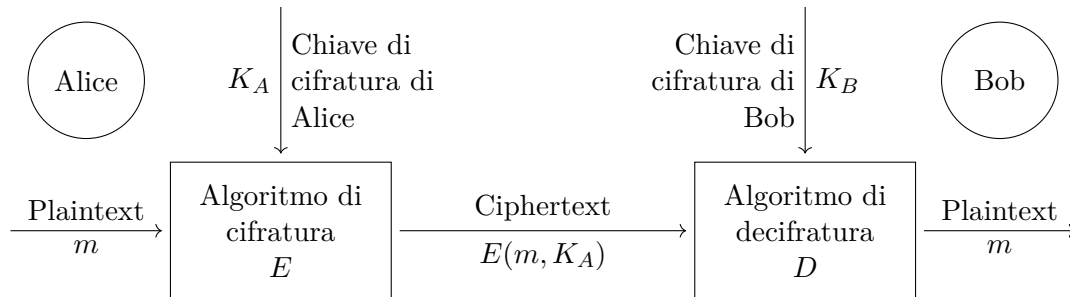 Alice
K_A
Chiave di
cifratura di
Alice
Chiave di
cifratura di
Bob
K_B
Bob
Plaintext
m
Algoritmo di
cifratura
E
Ciphertext
E(m, K_A)
Algoritmo di
decifratura
D
Plaintext
m